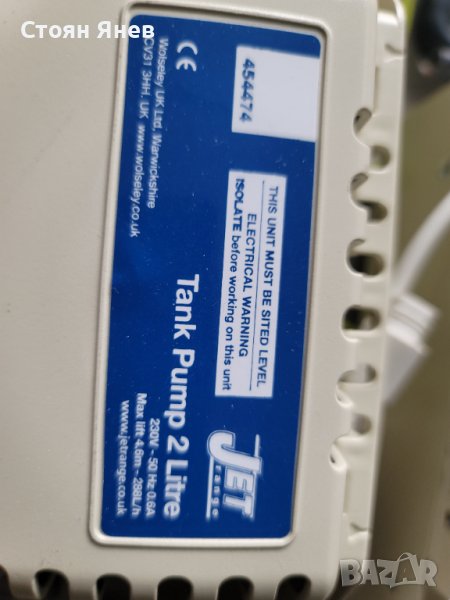 Стоян Янев
454474
THIS UNIT MUST BE SITED LEVEL
ELECTRICAL WARNING
ISOLATE before working on this unit
JET
range
Tank Pump 2 Litre
230V - 50 Hz 0.6A
Max lift 4.6m - 288L/h
www.jetrange.co.uk
CE
Wolseley UK Ltd. Warwickshire
CV31 3HH. UK www.wolseley.co.uk
BAZAR